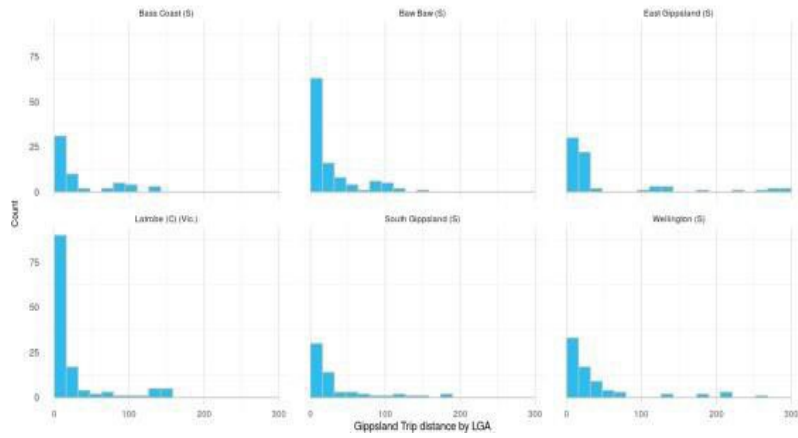 Bass Coast (S)
Baw Baw (S)
East Gippsland (S)
75
50
25
0
Latrobe (C) (Vic.)
South Gippsland (S)
Wellington (S)
75
50
25
0
0 100 200 300
0 100 200 300
0 100 200 300
Count
Gippsland Trip distance by LGA